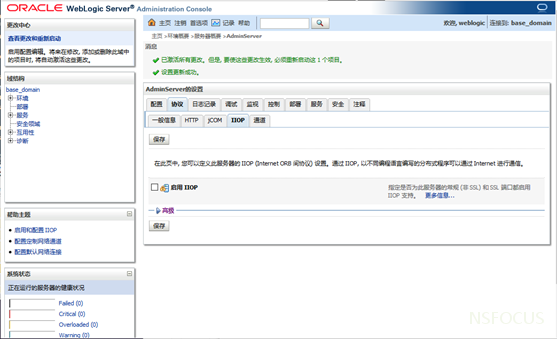 ORACLE WebLogic Server® Administration Console
更改中心
查看更改和重新启动
启用配置编辑。将来在修改, 添加或删除此域中的项目时, 将自动激活这些更改。
域结构
base_domain
环境
部署
服务
安全领域
互用性
诊断
帮助主题
启用和配置 IIOP
配置定制网络通道
配置默认网络连接
系统状态
正在运行的服务器的健康状况
Failed (0)
Critical (0)
Overloaded (0)
Warning (0)
主页 注销 首选项 记录 帮助
欢迎, weblogic 连接到: base_domain
主页 >环境概要 >服务器概要 >AdminServer
消息
已激活所有更改。但是, 要使这些更改生效, 必须重新启动这 1 个项目。
设置更新成功。
AdminServer的设置
配置 协议 日志记录 调试 监视 控制 部署 服务 安全 注释
一般信息 HTTP jCOM IIOP 通道
保存
在此页中, 您可以定义此服务器的 IIOP (Internet ORB 间协议) 设置。通过 IIOP, 以不同编程语言编写的分布式程序可以通过 Internet 进行通信。
启用 IIOP
指定是否为此服务器的常规 (非 SSL) 和 SSL 端口都启用 IIOP 支持。 更多信息...
高级
保存
NSFOCUS